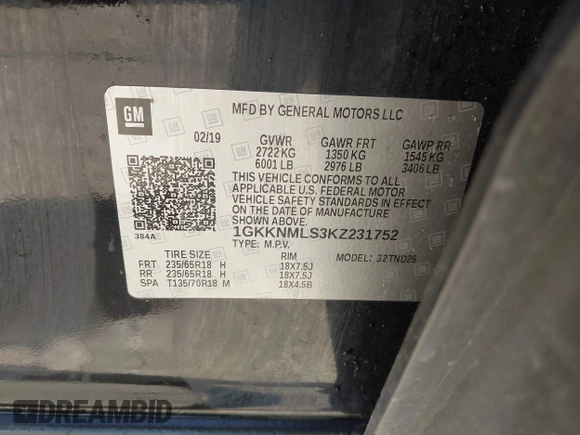 GM
MFD BY GENERAL MOTORS LLC
02/19 GVWR GAWR FRT GAWR RR
2722 KG 1350 KG 1545 KG
6001 LB 2976 LB 3406 LB
THIS VEHICLE CONFORMS TO ALL
APPLICABLE U.S. FEDERAL MOTOR
VEHICLE SAFETY STANDARDS IN EFFECT
ON THE DATE OF MANUFACTURE
SHOWN ABOVE.
384A 1GKKNMLS3KZ231752
TYPE: M.P.V.
TIRE SIZE RIM MODEL: 32TND26
FRT 235/65R18 H 18X7.5J
RR 235/65R18 H 18X7.5J
SPA T135/70R18 M 18X4.5B
DREAMBID